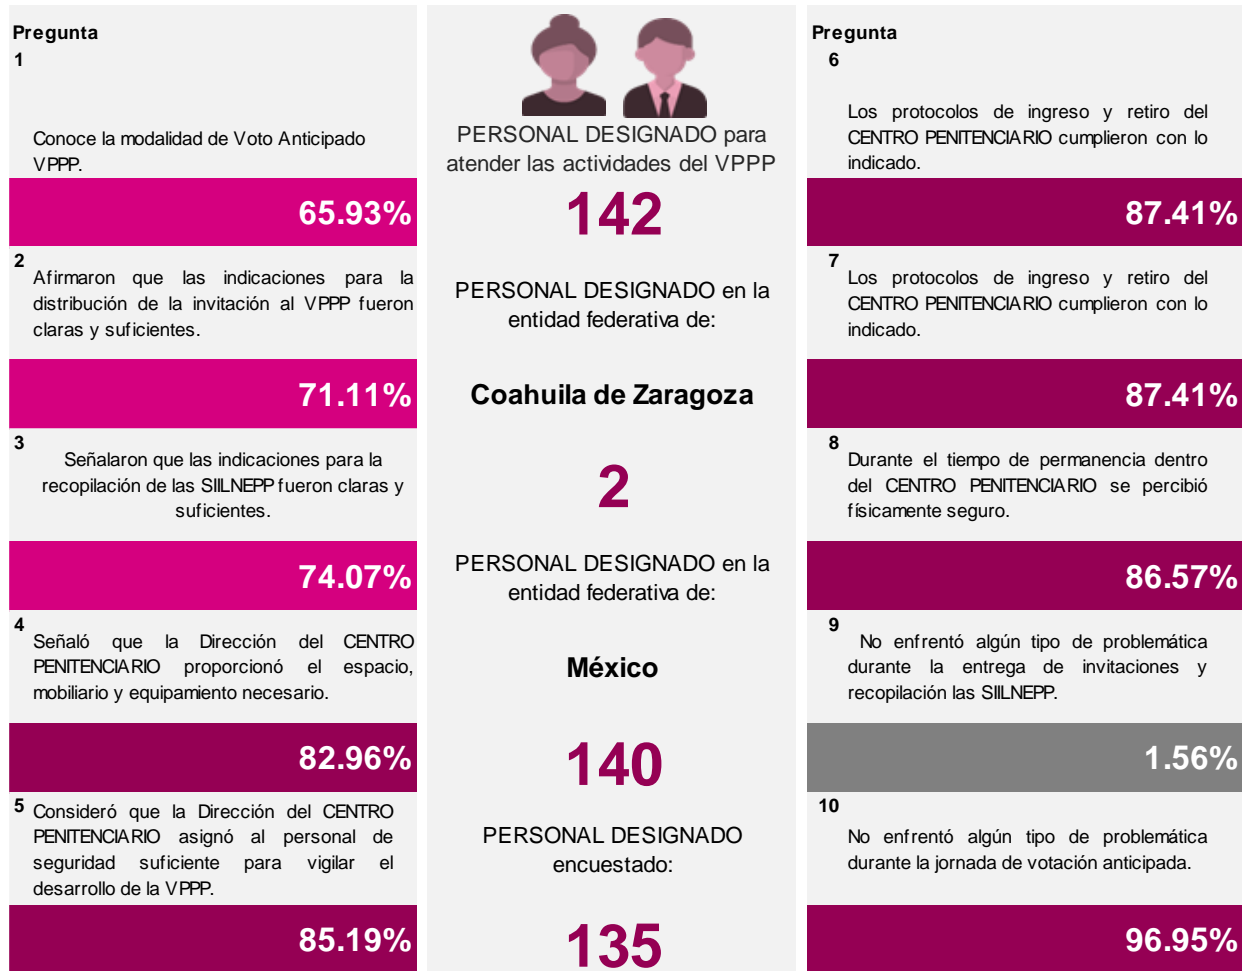 Pregunta
1
Conoce la modalidad de Voto Anticipado
VPPP.
65.93%
2
Afirmaron que las indicaciones para la
distribución de la invitación al VPPP fueron
claras y suficientes.
71.11%
3
Señalaron que las indicaciones para la
recopilación de las SIILNEPP fueron claras y
suficientes.
74.07%
4
Señaló que la Dirección del CENTRO
PENITENCIARIO proporcionó el espacio,
mobiliario y equipamiento necesario.
82.96%
5
Consideró que la Dirección del CENTRO
PENITENCIARIO asignó al personal de
seguridad suficiente para vigilar el
desarrollo de la VPPP.
85.19%
PERSONAL DESIGNADO para
atender las actividades del VPPP
142
PERSONAL DESIGNADO en la
entidad federativa de:
Coahuila de Zaragoza
2
PERSONAL DESIGNADO en la
entidad federativa de:
México
140
PERSONAL DESIGNADO
encuestado:
135
Pregunta
6
Los protocolos de ingreso y retiro del
CENTRO PENITENCIARIO cumplieron con lo
indicado.
87.41%
7
Los protocolos de ingreso y retiro del
CENTRO PENITENCIARIO cumplieron con lo
indicado.
87.41%
8
Durante el tiempo de permanencia dentro
del CENTRO PENITENCIARIO se percibió
físicamente seguro.
86.57%
9
No enfrentó algún tipo de problemática
durante la entrega de invitaciones y
recopilación las SIILNEPP.
1.56%
10
No enfrentó algún tipo de problemática
durante la jornada de votación anticipada.
96.95%